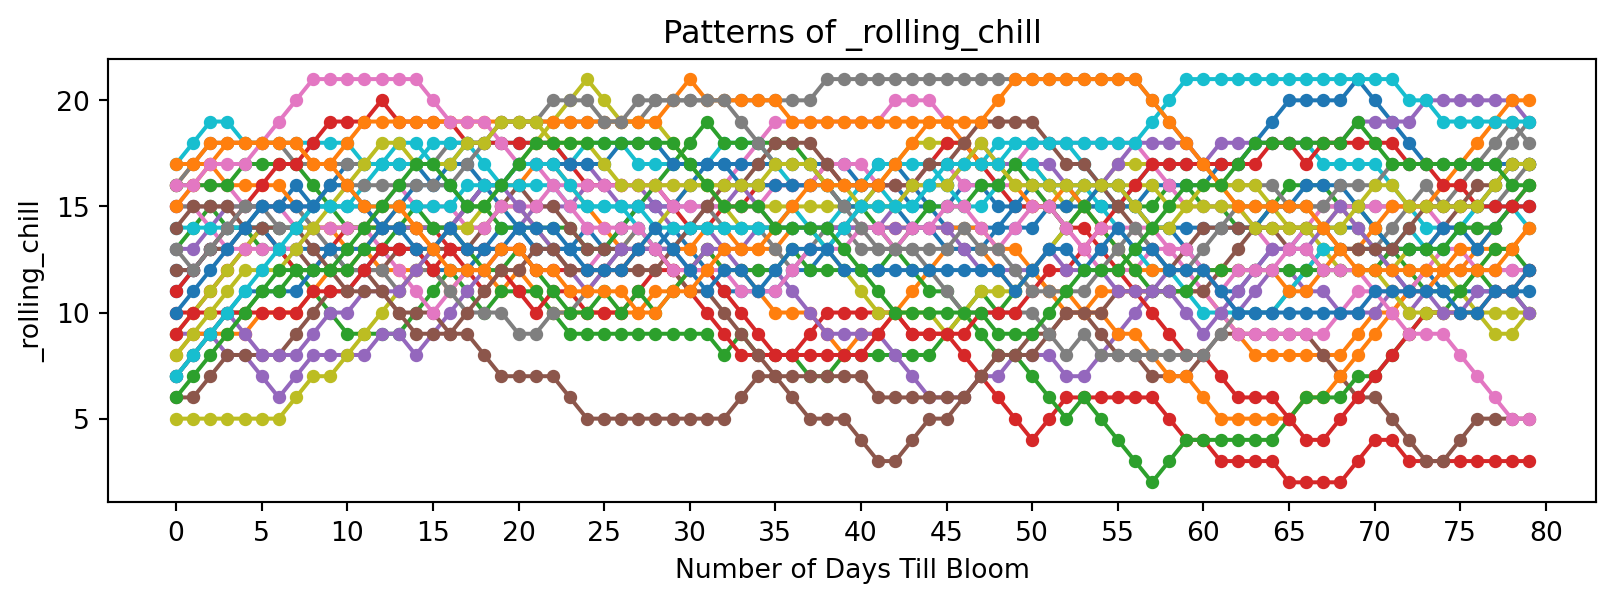 Patterns of _rolling_chill
_rolling_chill
20
15
10
5
0 5 10 15 20 25 30 35 40 45 50 55 60 65 70 75 80
Number of Days Till Bloom